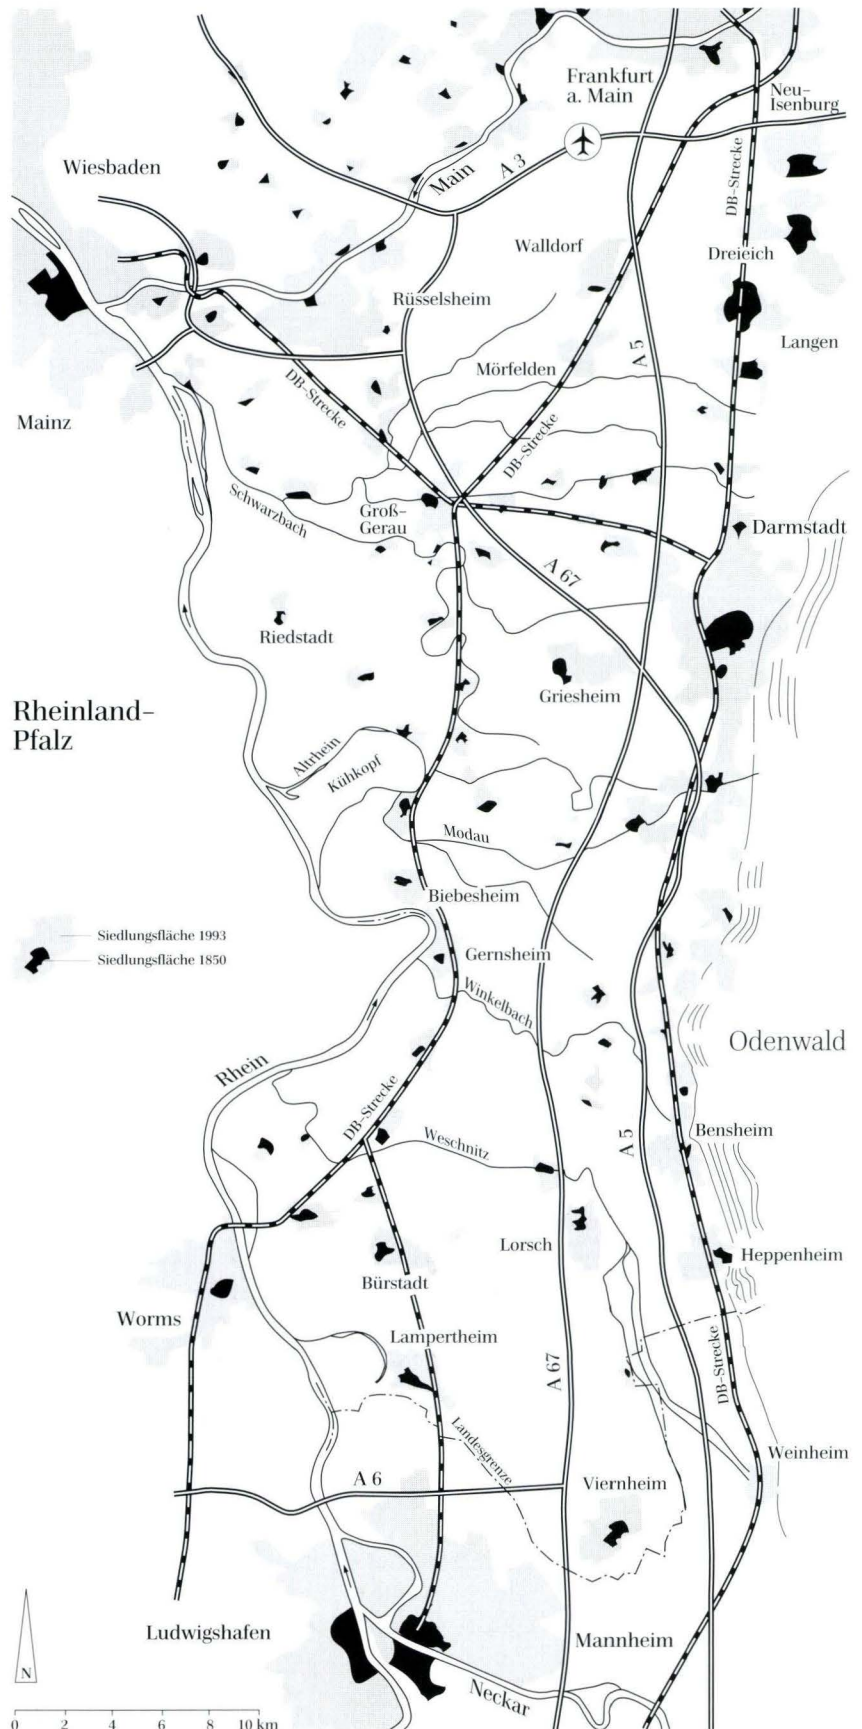 Frankfurt
a. Main
Neu-
Isenburg
Wiesbaden
Main
A 3
DB-Strecke
Walldorf
Dreieich
Rüsselsheim
A 5
Langen
Mörfelden
DB-Strecke
Mainz
DB-Strecke
Schwarzbach
Groß-
Gerau
Darmstadt
A 67
Riedstadt
Griesheim
Rheinland-
Pfalz
Altrhein
Kühkopf
Modau
Biebesheim
Siedlungsfläche 1993
Siedlungsfläche 1850
Gernsheim
Winkelbach
Odenwald
Rhein
DB-Strecke
Weschnitz
A 5
Bensheim
Lorsch
Heppenheim
Bürstadt
Worms
Lampertheim
A 67
DB-Strecke
Landesgrenze
Weinheim
A 6
Viernheim
Ludwigshafen
Mannheim
N
Neckar
0 2 4 6 8 10 km